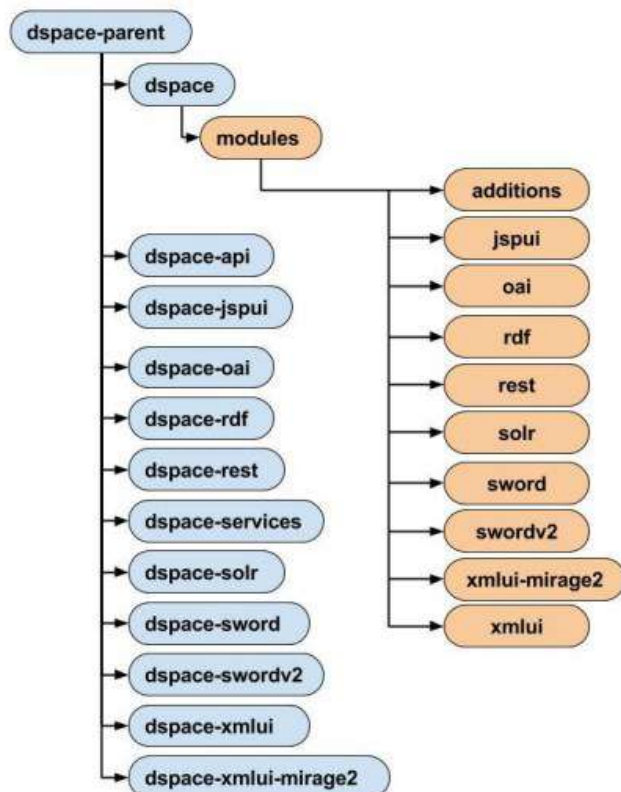 dspace-parent
dspace
modules
additions
jspui
dspace-api
oai
dspace-jspui
rdf
dspace-oai
rest
dspace-rdf
solr
dspace-rest
sword
dspace-services
swordv2
dspace-solr
xmlui-mirage2
dspace-sword
xmlui
dspace-swordv2
dspace-xmlui
dspace-xmlui-mirage2